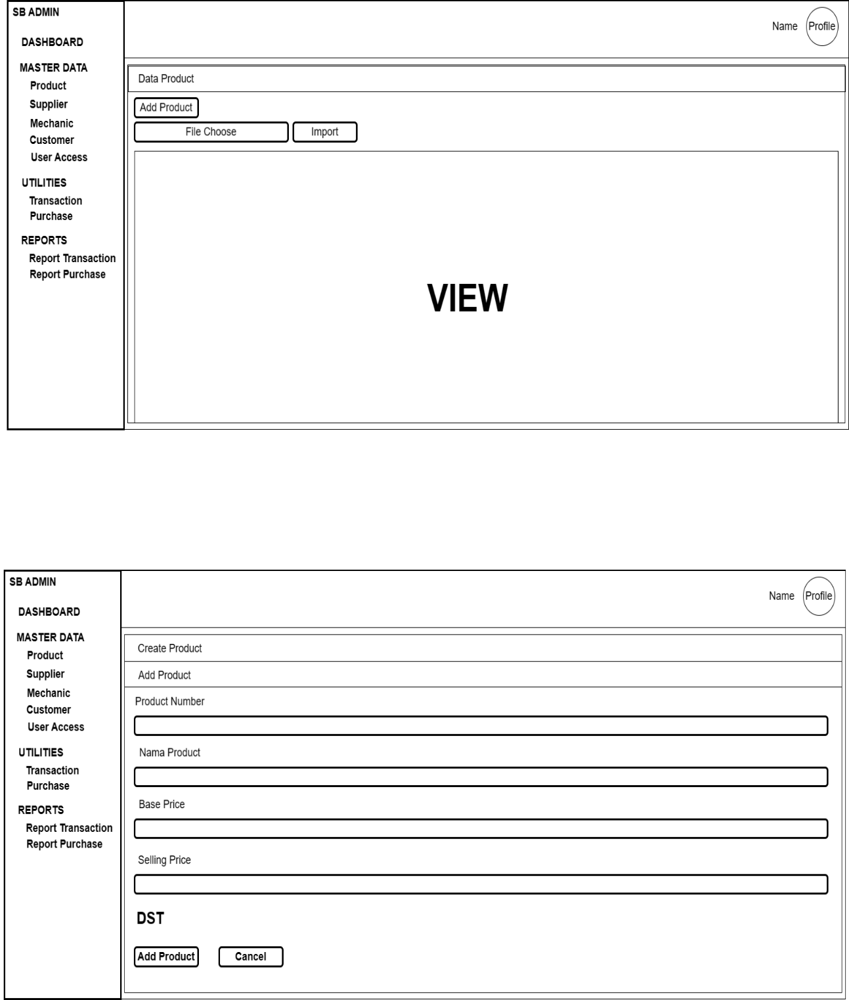 SB ADMIN
DASHBOARD
MASTER DATA
Product
Supplier
Mechanic
Customer
User Access
UTILITIES
Transaction
Purchase
REPORTS
Report Transaction
Report Purchase
Name Profile
Data Product
Add Product
File Choose Import
VIEW
SB ADMIN
DASHBOARD
MASTER DATA
Product
Supplier
Mechanic
Customer
User Access
UTILITIES
Transaction
Purchase
REPORTS
Report Transaction
Report Purchase
Name Profile
Create Product
Add Product
Product Number
Nama Product
Base Price
Selling Price
DST
Add Product Cancel